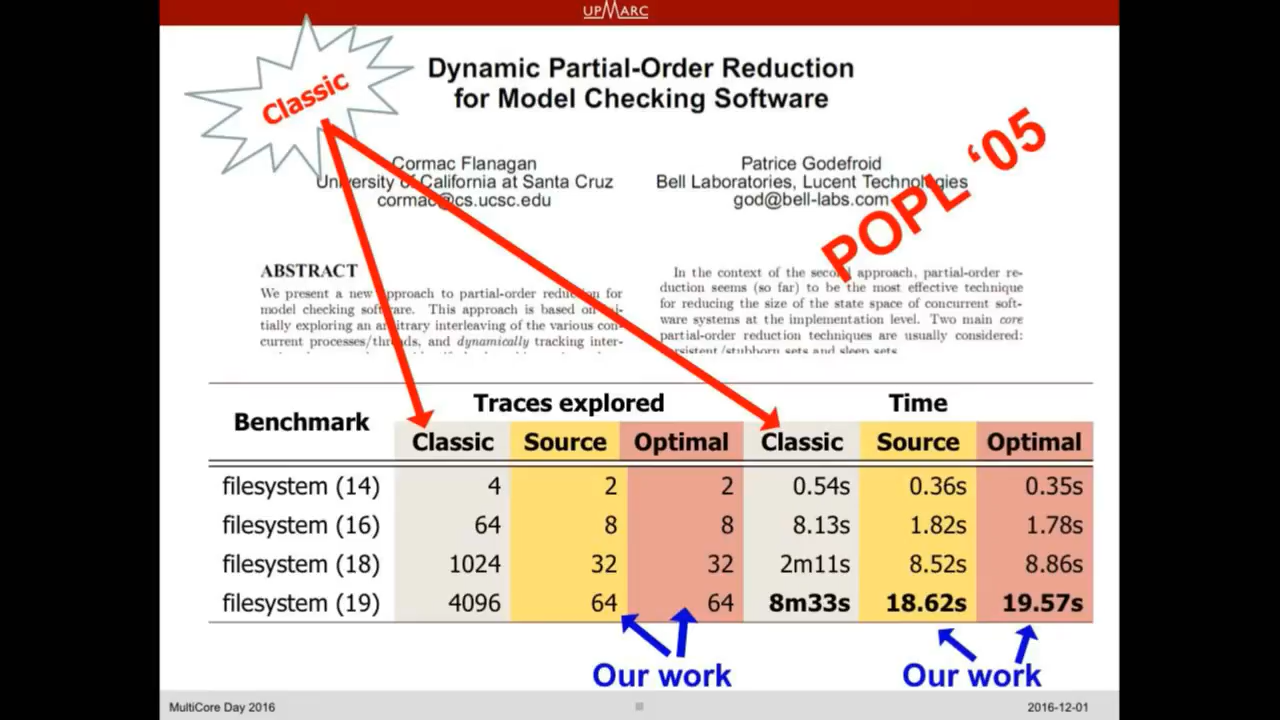 UPMARC
Classic
Dynamic Partial-Order Reduction
for Model Checking Software
POPL ‘05
Cormac Flanagan
University of California at Santa Cruz
cormac@cs.ucsc.edu
Patrice Godefroid
Bell Laboratories, Lucent Technologies
god@bell-labs.com
ABSTRACT
We present a new approach to partial-order reduction for
model checking software. This approach is based on ini-
tially exploring an arbitrary interleaving of the various con-
current processes/threads, and dynamically tracking inter-
In the context of the second approach, partial-order re-
duction seems (so far) to be the most effective technique
for reducing the size of the state space of concurrent soft-
ware systems at the implementation level. Two main core
partial-order reduction techniques are usually considered:
persistent/stubborn sets and sleep sets.
Benchmark Traces explored Time
Classic Source Optimal Classic Source Optimal
filesystem (14) 4 2 2 0.54s 0.36s 0.35s
filesystem (16) 64 8 8 8.13s 1.82s 1.78s
filesystem (18) 1024 32 32 2m11s 8.52s 8.86s
filesystem (19) 4096 64 64 8m33s 18.62s 19.57s
Our work Our work
MultiCore Day 2016 2016-12-01